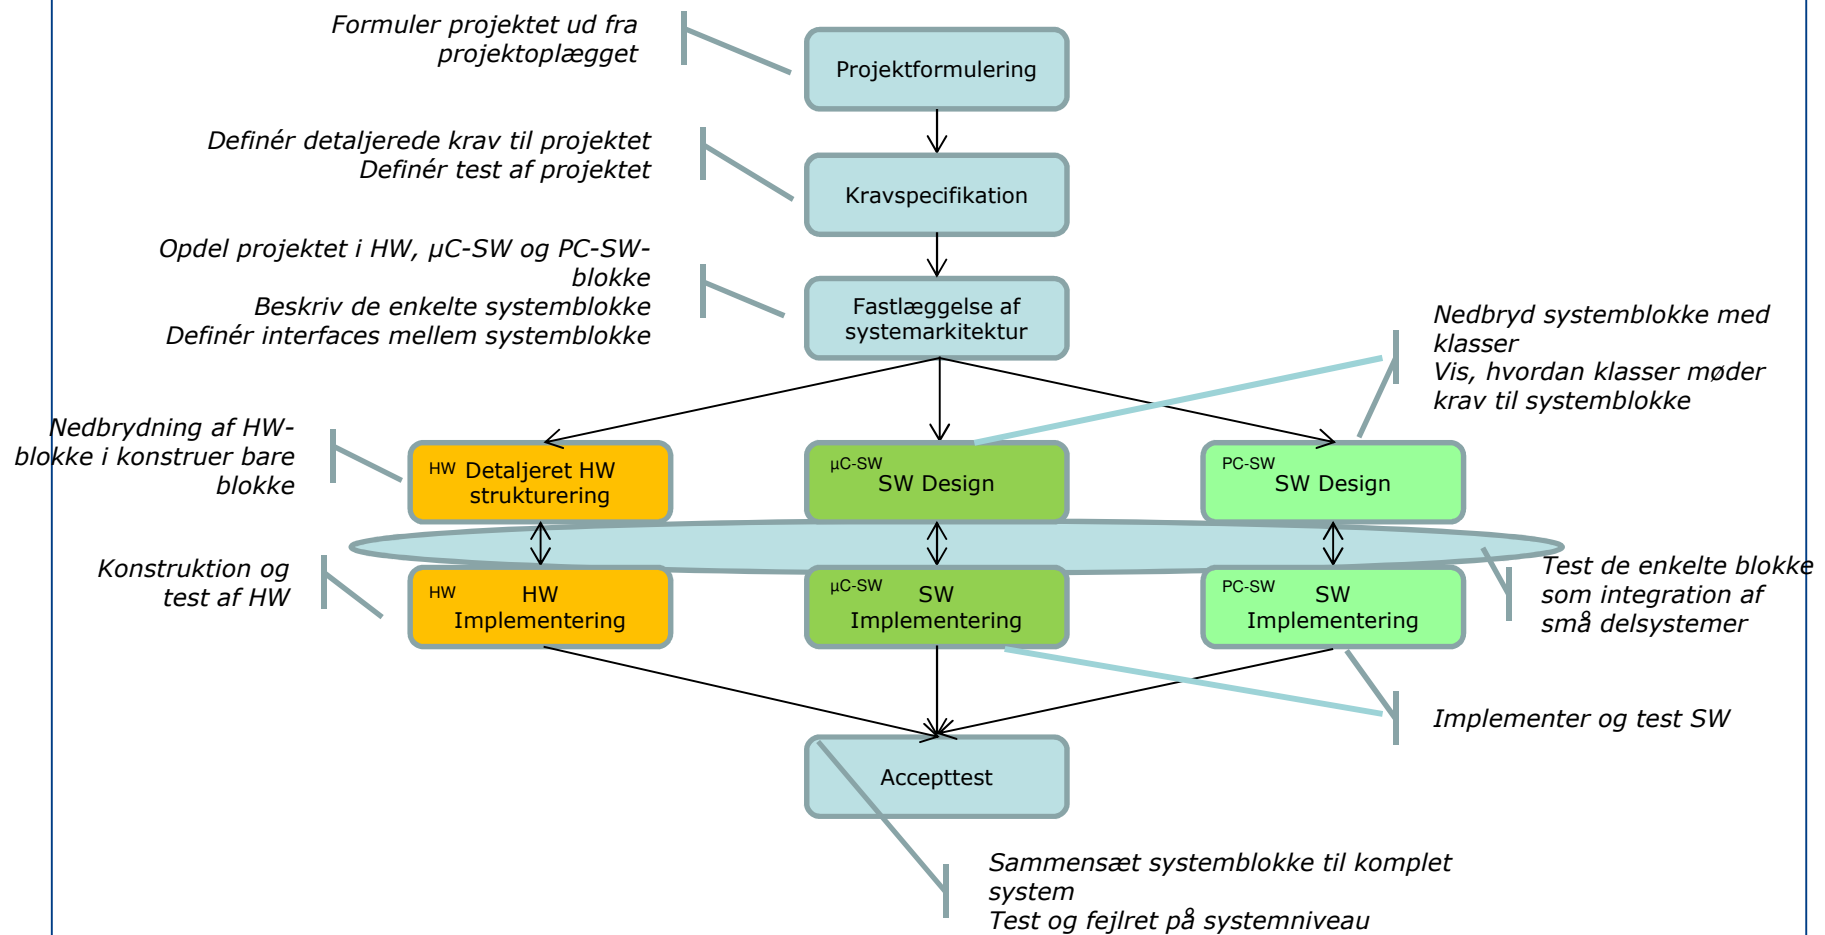 Formuler projektet ud fra
projektoplægget
Projektformulering
Definér detaljerede krav til projektet
Definér test af projektet
Kravspecifikation
Opdel projektet i HW, µC-SW og PC-SW-
blokke
Beskriv de enkelte systemblokke
Definér interfaces mellem systemblokke
Fastlæggelse af
systemarkitektur
Nedbryd systemblokke med
klasser
Vis, hvordan klasser møder
krav til systemblokke
Nedbrydning af HW-
blokke i konstruer bare
blokke
HW Detaljeret HW
strukturering
µC-SW
SW Design
PC-SW
SW Design
Konstruktion og
test af HW
HW HW
Implementering
µC-SW SW
Implementering
PC-SW SW
Implementering
Test de enkelte blokke
som integration af
små delsystemer
Implementer og test SW
Accepttest
Sammensæt systemblokke til komplet
system
Test og fejlret på systemniveau